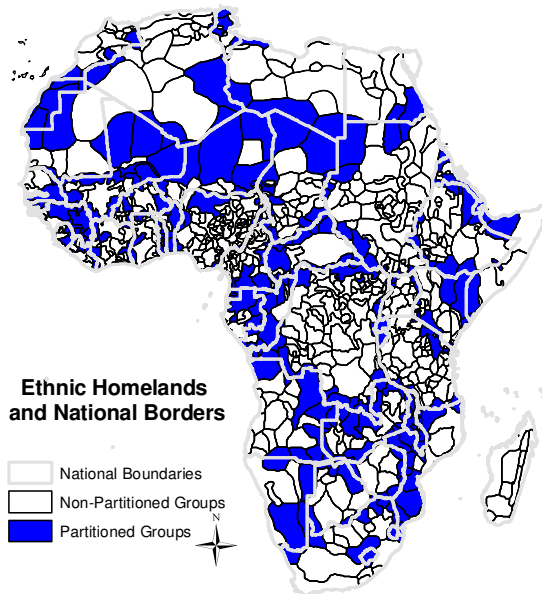 Ethnic Homelands
and National Borders
National Boundaries
Non-Partitioned Groups
N
Partitioned Groups